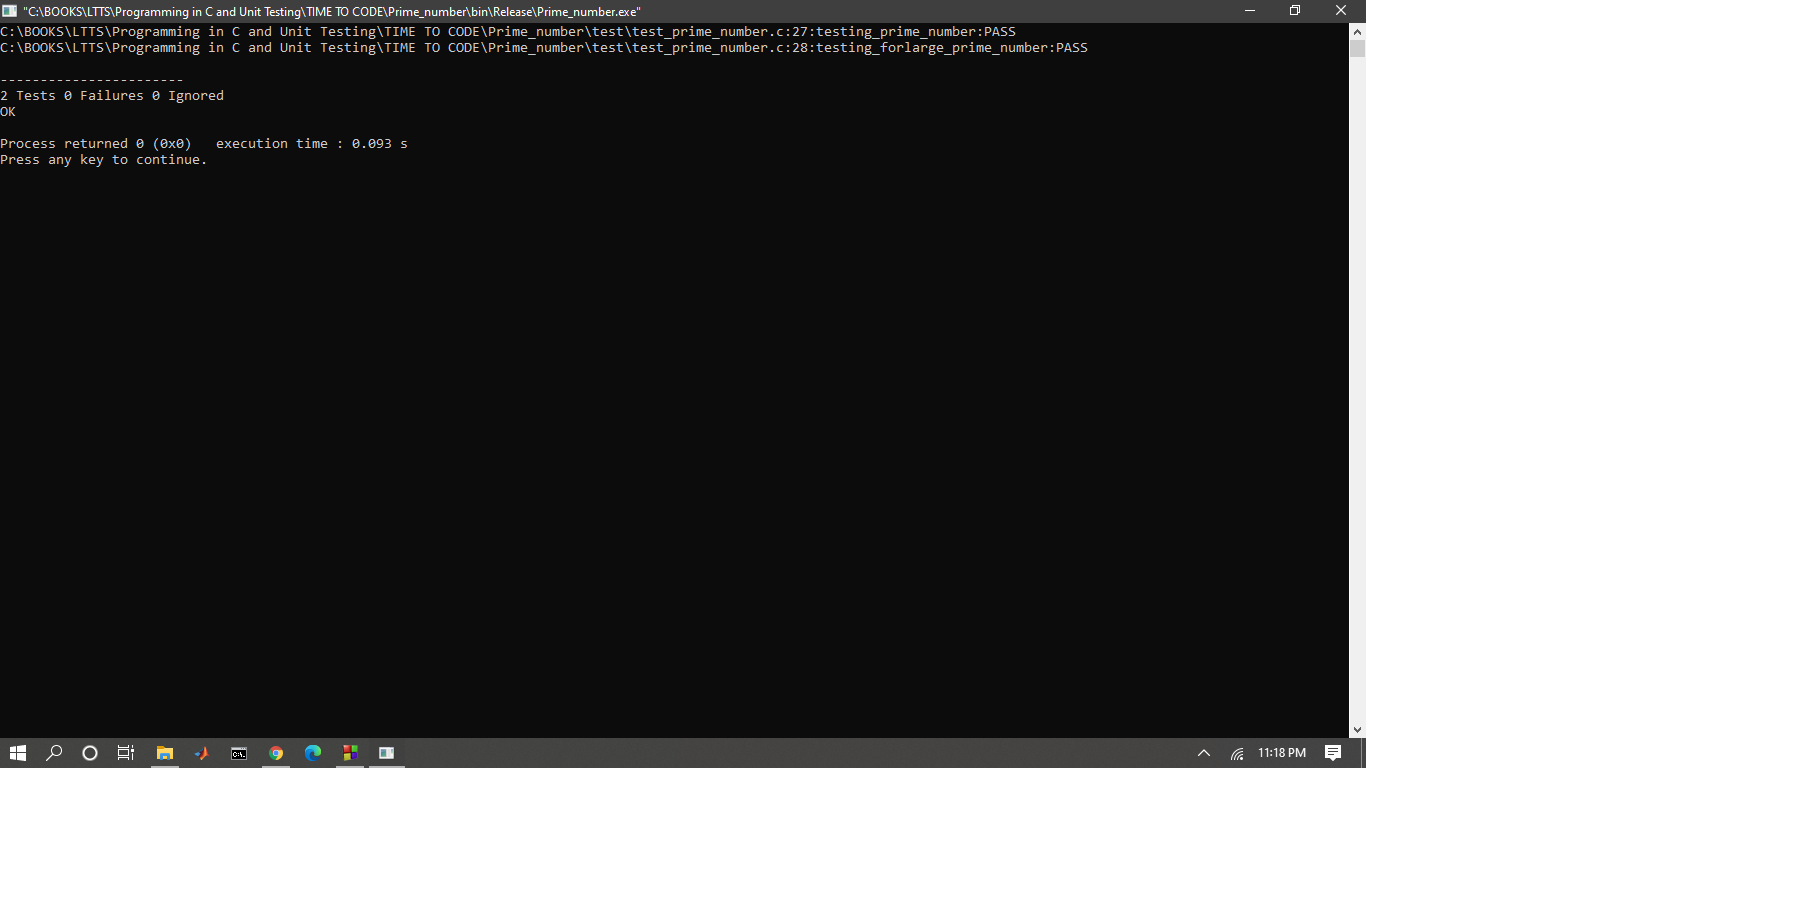 "C:\BOOKS\LTTS\Programming in C and Unit Testing\TIME TO CODE\Prime_number\bin\Release\Prime_number.exe"
C:\BOOKS\LTTS\Programming in C and Unit Testing\TIME TO CODE\Prime_number\test\test_prime_number.c:27:testing_prime_number:PASS
C:\BOOKS\LTTS\Programming in C and Unit Testing\TIME TO CODE\Prime_number\test\test_prime_number.c:28:testing_forlarge_prime_number:PASS
-----------------------
2 Tests 0 Failures 0 Ignored
OK
Process returned 0 (0x0)   execution time : 0.093 s
Press any key to continue.
C:\.
11:18 PM